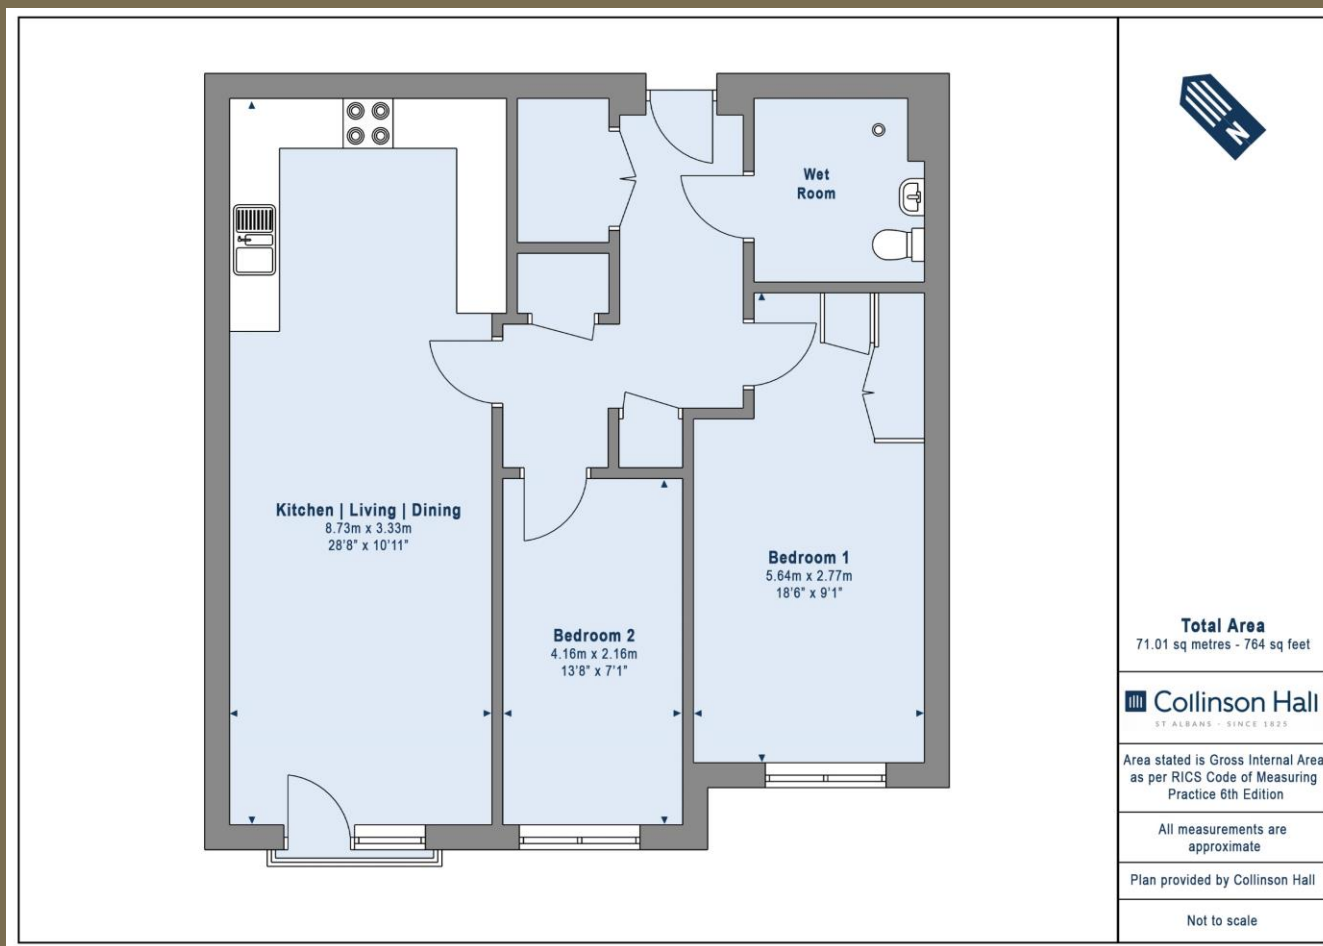 N
Wet
Room
Kitchen | Living | Dining
8.73m x 3.33m
28'8" x 10'11"
Bedroom 1
5.64m x 2.77m
18'6" x 9'1"
Bedroom 2
4.16m x 2.16m
13'8" x 7'1"
Total Area
71.01 sq metres - 764 sq feet
Collinson Hall
ST ALBANS - SINCE 1825
Area stated is Gross Internal Area
as per RICS Code of Measuring
Practice 6th Edition
All measurements are
approximate
Plan provided by Collinson Hall
Not to scale